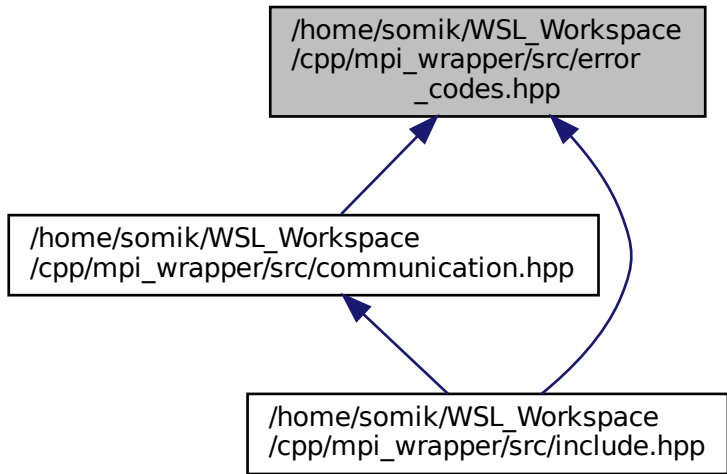 /home/somik/WSL_Workspace
/cpp/mpi_wrapper/src/error
_codes.hpp
/home/somik/WSL_Workspace
/cpp/mpi_wrapper/src/communication.hpp
/home/somik/WSL_Workspace
/cpp/mpi_wrapper/src/include.hpp